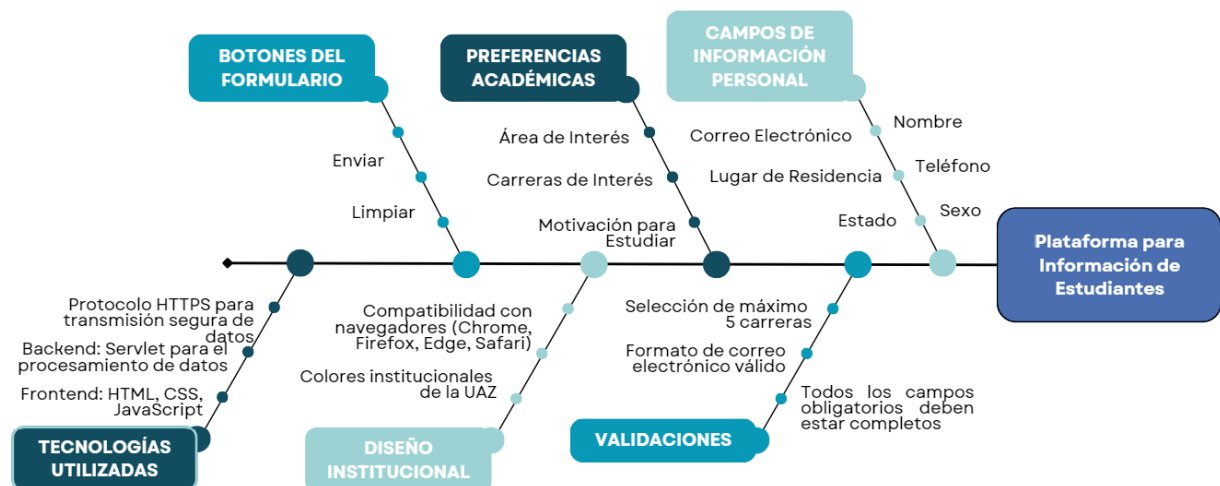 BOTONES DEL
FORMULARIO
Enviar
Limpiar
PREFERENCIAS
ACADÉMICAS
Área de Interés
Carreras de Interés
Motivación para
Estudiar
CAMPOS DE
INFORMACIÓN
PERSONAL
Correo Electrónico
Nombre
Lugar de Residencia
Teléfono
Estado
Sexo
Plataforma para
Información de
Estudiantes
Protocolo HTTPS para
transmisión segura de
datos
Backend: Servlet para el
procesamiento de datos
Frontend: HTML, CSS,
JavaScript
TECNOLOGÍAS
UTILIZADAS
Compatibilidad con
navegadores (Chrome,
Firefox, Edge, Safari)
Colores institucionales
de la UAZ
DISEÑO
INSTITUCIONAL
Selección de máximo
5 carreras
Formato de correo
electrónico válido
Todos los campos
obligatorios deben
estar completos
VALIDACIONES